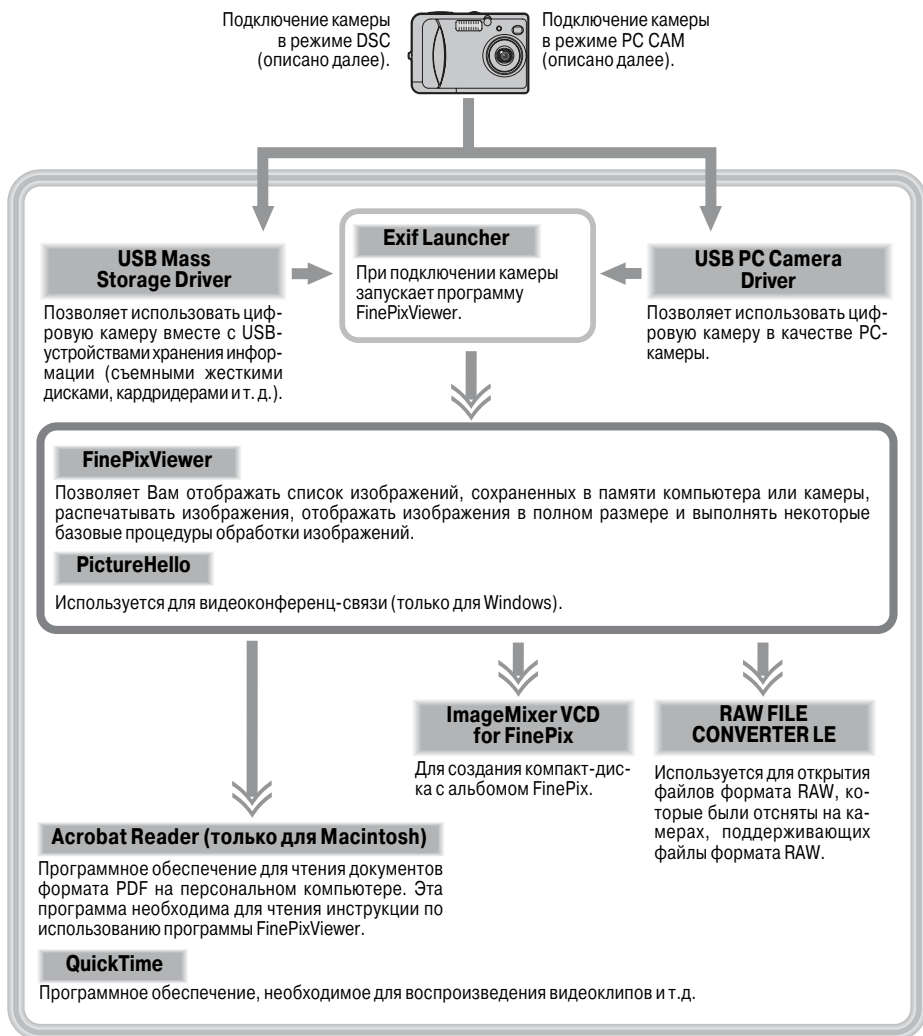 Подключение камеры
в режиме DSC
(описано далее).
Подключение камеры
в режиме PC CAM
(описано далее).
USB Mass
Storage Driver
Позволяет использовать циф-
ровую камеру вместе с USB-
устройствами хранения инфор-
мации (съемными жесткими
дисками, кардридерами и т. д.).
Exif Launcher
При подключении камеры
запускает программу
FinePixViewer.
USB PC Camera
Driver
Позволяет использовать циф-
ровую камеру в качестве PC-
камеры.
FinePixViewer
Позволяет Вам отображать список изображений, сохраненных в памяти компьютера или камеры,
распечатывать изображения, отображать изображения в полном размере и выполнять некоторые
базовые процедуры обработки изображений.
PictureHello
Используется для видеоконференц-связи (только для Windows).
ImageMixer VCD
for FinePix
Для создания компакт-дис-
ка с альбомом FinePix.
RAW FILE
CONVERTER LE
Используется для открытия
файлов формата RAW, ко-
торые были отсняты на ка-
мерах, поддерживающих
файлы формата RAW.
Acrobat Reader (только для Macintosh)
Программное обеспечение для чтения документов
формата PDF на персональном компьютере. Эта
программа необходима для чтения инструкции по
использованию программы FinePixViewer.
QuickTime
Программное обеспечение, необходимое для воспроизведения видеоклипов и т.д.